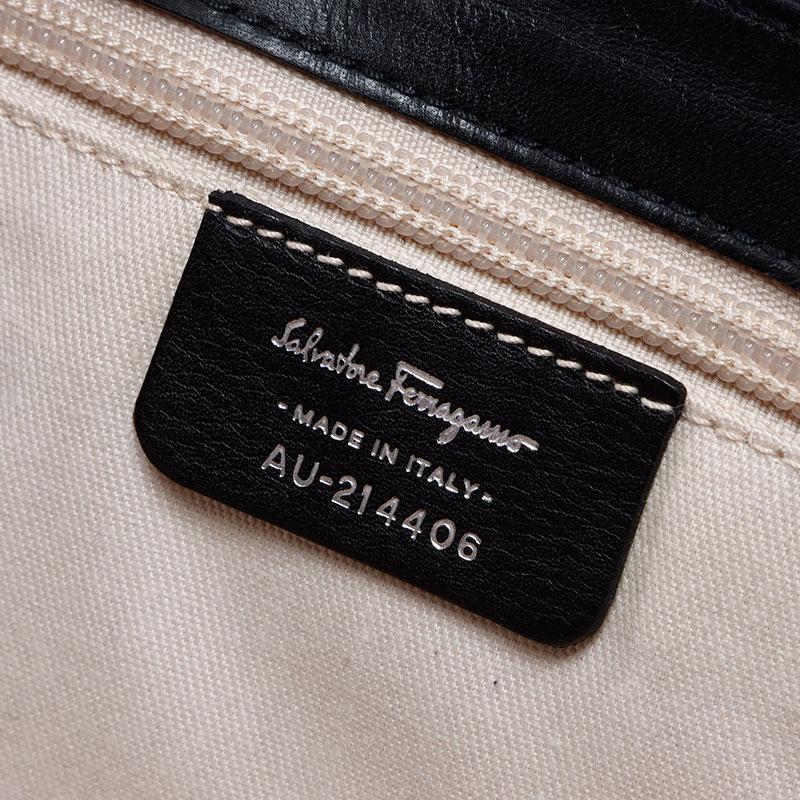 Salvatore Ferragamo
-MADE IN ITALY-
AU-214406